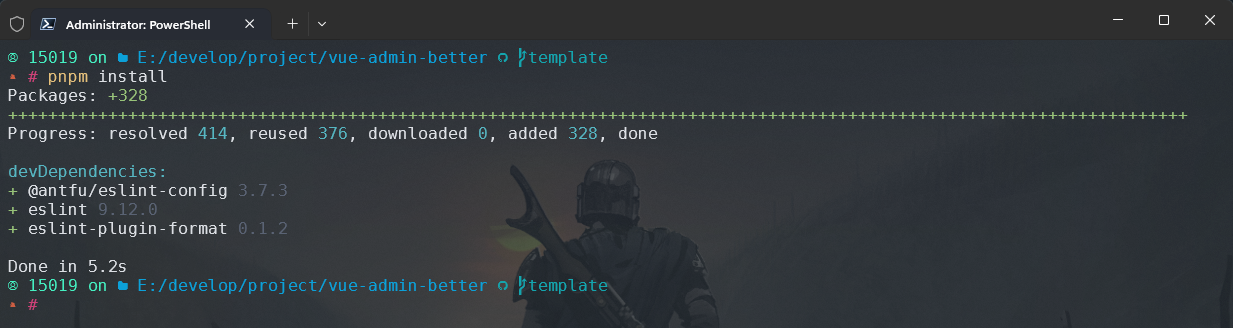 Administrator: PowerShell
15019 on E:/develop/project/vue-admin-better template
# pnpm install
Packages: +328
++++++++++++++++++++++++++++++++++++++++++++++++++++++++++++++++++++++++++++++++++++++++++++++++++++++++++++++++++++++
Progress: resolved 414, reused 376, downloaded 0, added 328, done
devDependencies:
+ @antfu/eslint-config 3.7.3
+ eslint 9.12.0
+ eslint-plugin-format 0.1.2
Done in 5.2s
15019 on E:/develop/project/vue-admin-better template
#